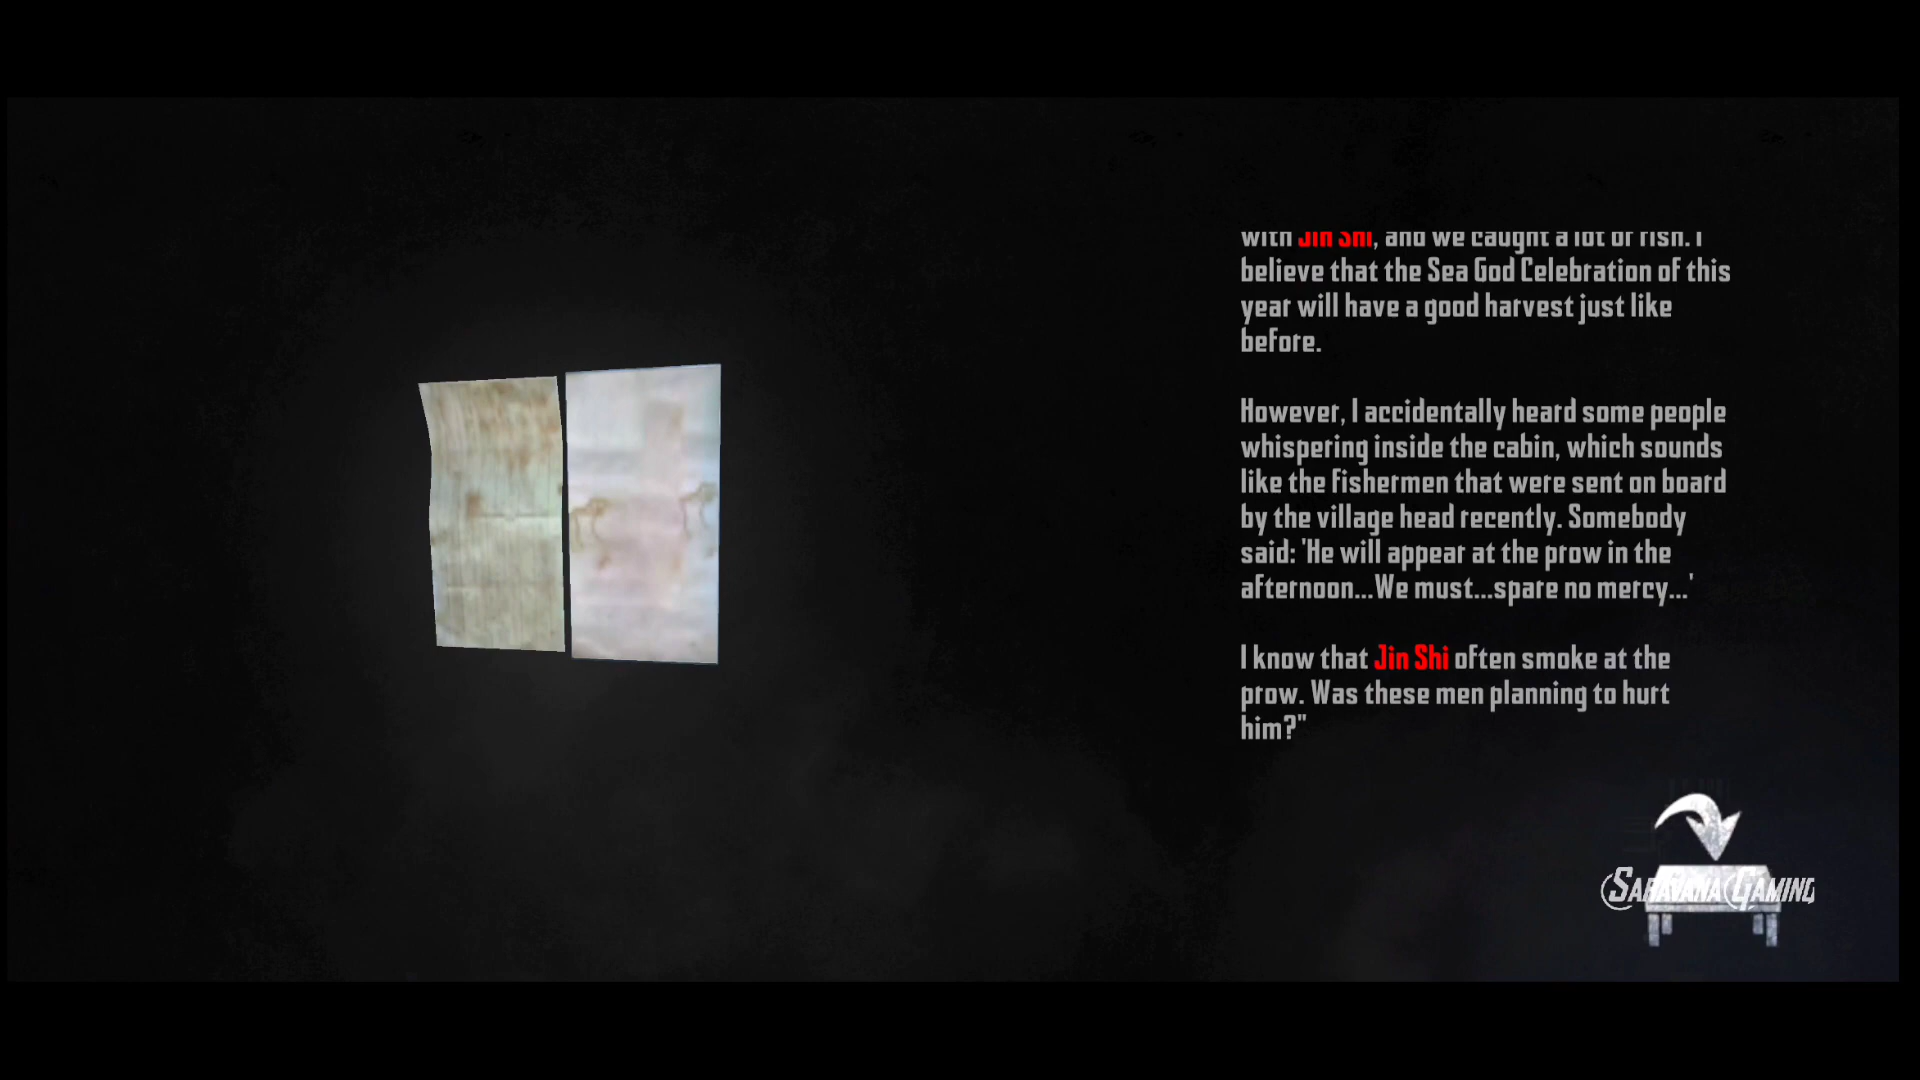 with Jin Shi, and we caught a lot of fish. I
believe that the Sea God Celebration of this
year will have a good harvest just like
before.
However, I accidentally heard some people
whispering inside the cabin, which sounds
like the fishermen that were sent on board
by the village head recently. Somebody
said: 'He will appear at the prow in the
afternoon...We must...spare no mercy...'
I know that Jin Shi often smoke at the
prow. Was these men planning to hurt
him?"
Saravana Gaming